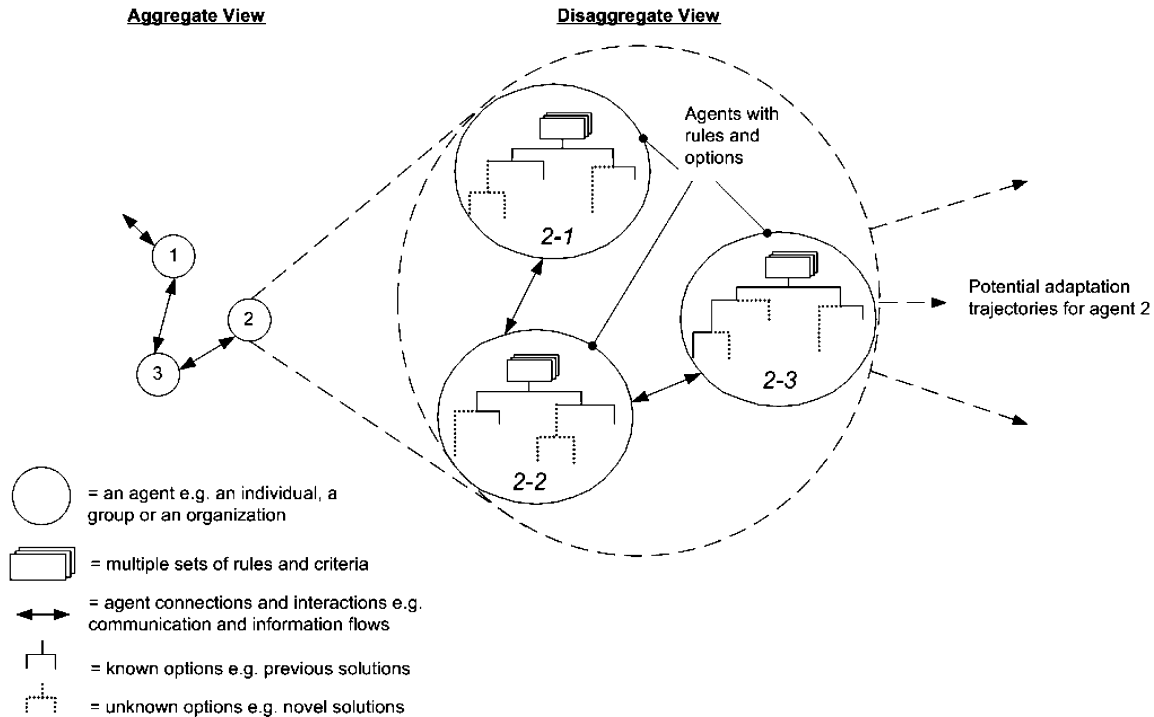 Aggregate View
Disaggregate View
Agents with
rules and
options
2-1
1
2
3
2-2
2-3
Potential adaptation
trajectories for agent 2
= an agent e.g. an individual, a
group or an organization
= multiple sets of rules and criteria
= agent connections and interactions e.g.
communication and information flows
= known options e.g. previous solutions
= unknown options e.g. novel solutions